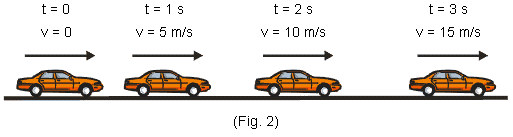 t = 0 t = 1 s t = 2 s t = 3 s
v = 0 v = 5 m/s v = 10 m/s v = 15 m/s
(Fig. 2)